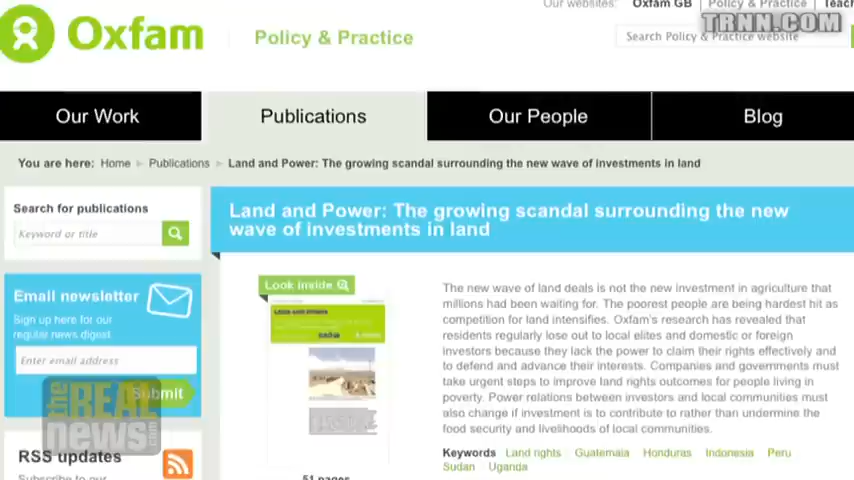 Our websites: Oxfam GB Policy & Practice Teach
TRNN.COM
Oxfam Policy & Practice
Search Policy & Practice website
Our Work Publications Our People Blog
You are here: Home Publications Land and Power: The growing scandal surrounding the new wave of investments in land
Search for publications
Keyword or title
Land and Power: The growing scandal surrounding the new
wave of investments in land
Email newsletter
Sign up here for our
regular news digest
Enter email address
Submit
the REAL
news.com
RSS updates
Subscribe to our
Look inside
Land and Power
51 pages
The new wave of land deals is not the new investment in agriculture that
millions had been waiting for. The poorest people are being hardest hit as
competition for land intensifies. Oxfam's research has revealed that
residents regularly lose out to local elites and domestic or foreign
investors because they lack the power to claim their rights effectively and
to defend and advance their interests. Companies and governments must
take urgent steps to improve land rights outcomes for people living in
poverty. Power relations between investors and local communities must
also change if investment is to contribute to rather than undermine the
food security and livelihoods of local communities.
Keywords Land rights Guatemala Honduras Indonesia Peru
Sudan Uganda